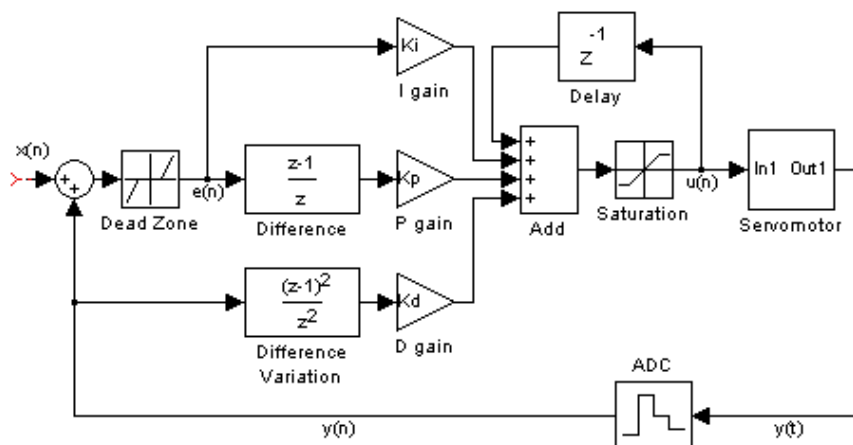 Ki
I gain
Z -1
Delay
x(n)
+
+
Dead Zone
e(n)
z-1
z
Difference
Kp
P gain
+
+
+
+
Add
Saturation
u(n)
In1 Out1
Servomotor
(z-1)2
z2
Difference
Variation
Kd
D gain
ADC
y(n)
y(t)